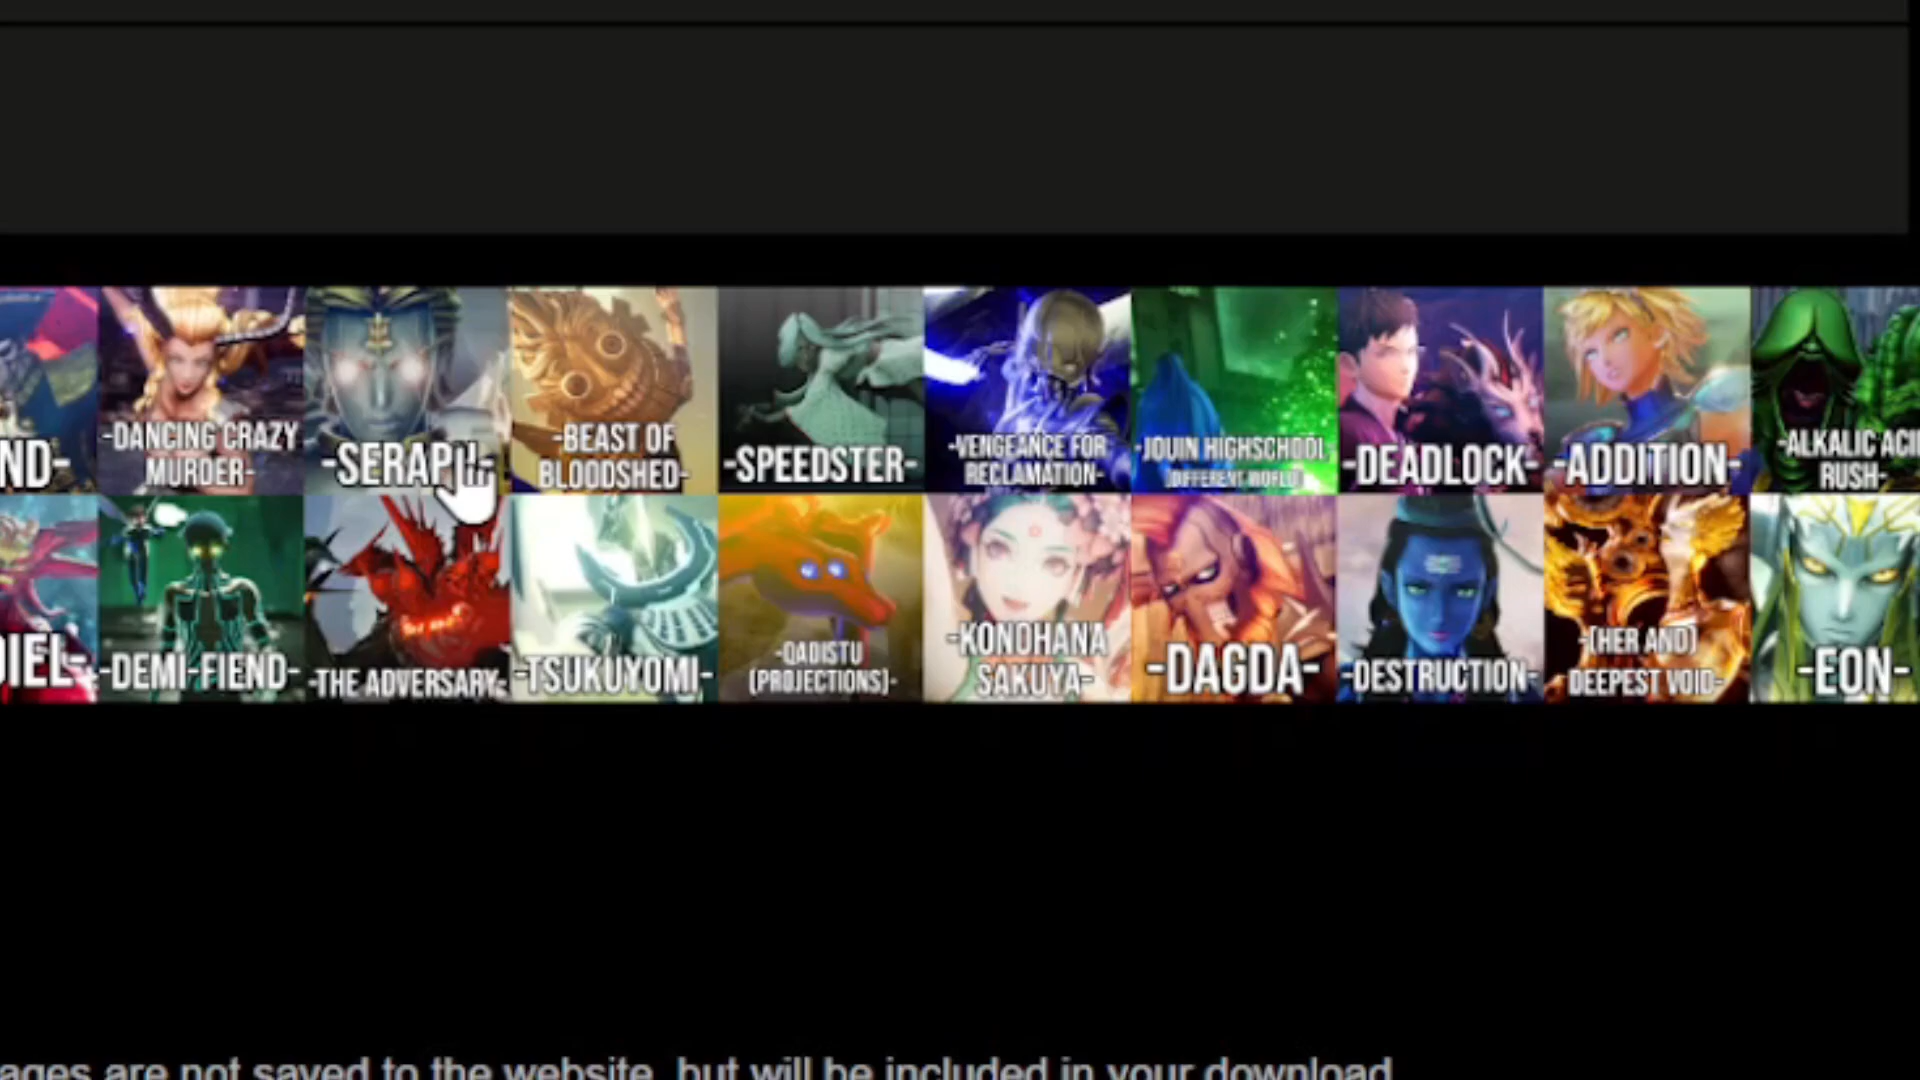 ND-
-DANCING CRAZY
MURDER-
-SERAPH-
-BEAST OF
BLOODSHED-
-SPEEDSTER-
-VENGEANCE FOR
RECLAMATION-
-JOUIN HIGHSCHOOL
(DIFFERENT WORLD)
-DEADLOCK-
-ADDITION-
-ALKALIC ACI
RUSH-
IEL-
-DEMI-FIEND-
-THE ADVERSARY-
-TSUKUYOMI-
-QADISTU
(PROJECTIONS)-
-KONOHANA
SAKUYA-
-DAGDA-
-DESTRUCTION-
-(HER AND)
DEEPEST VOID-
-EON-
ages are not saved to the website, but will be included in your download